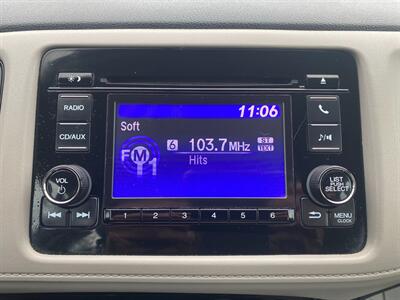 11:06
RADIO
Soft
CD/AUX
FM1
6 103.7MHz
ST
TEXT
Hits
VOL
LIST
PUSH
SELECT
1 2 3 4 5 6
MENU
CLOCK